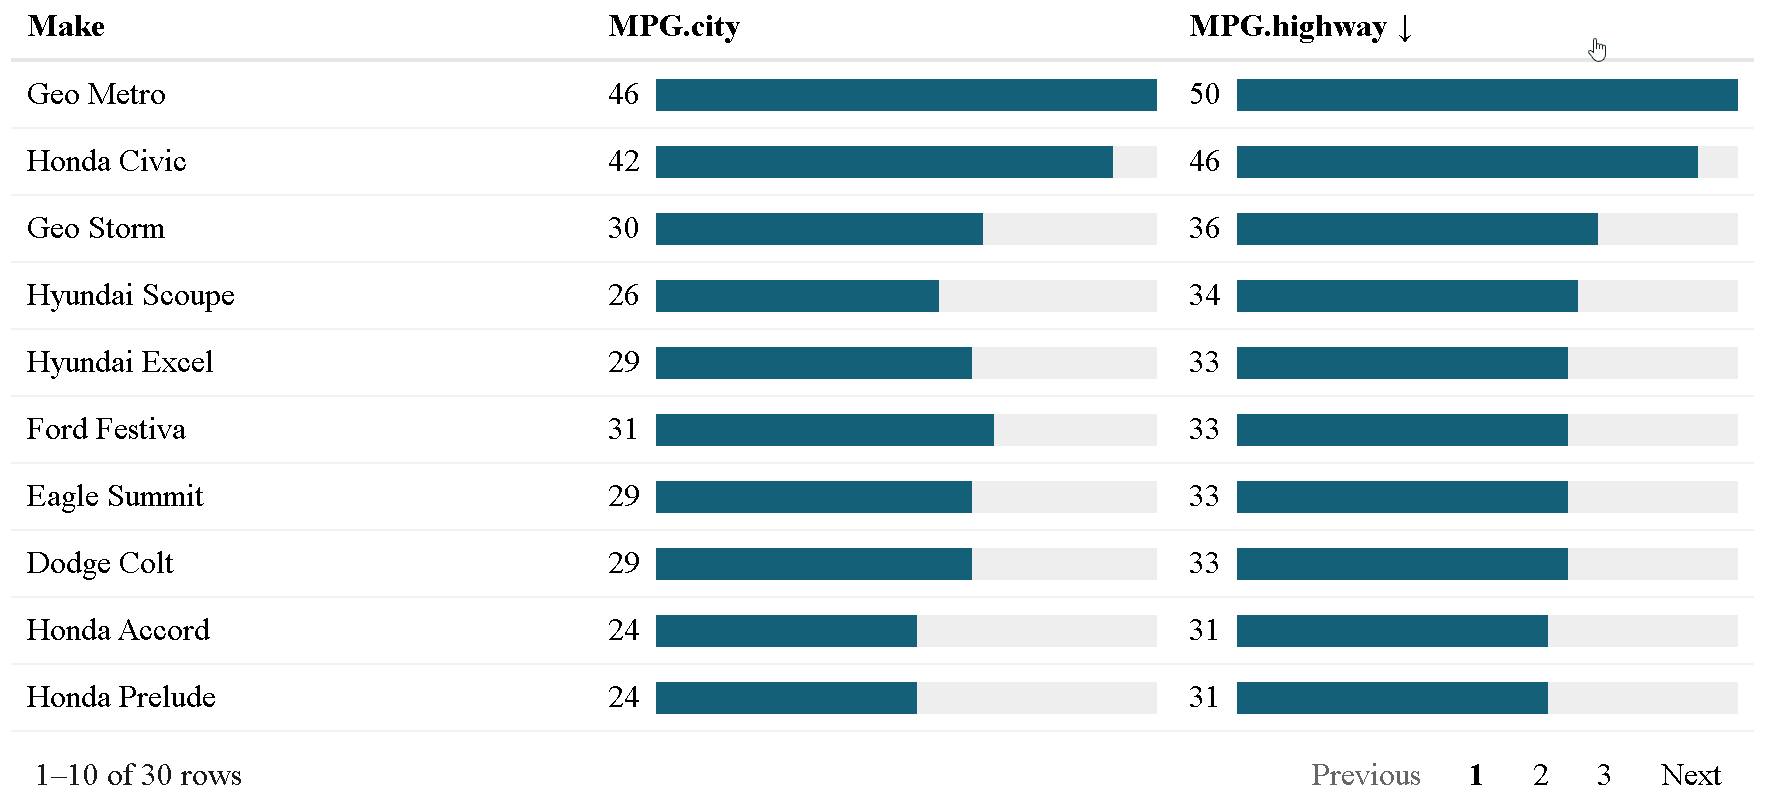 Make MPG.city MPG.highway ↓
Geo Metro 46 50
Honda Civic 42 46
Geo Storm 30 36
Hyundai Scoupe 26 34
Hyundai Excel 29 33
Ford Festiva 31 33
Eagle Summit 29 33
Dodge Colt 29 33
Honda Accord 24 31
Honda Prelude 24 31
1–10 of 30 rows Previous 1 2 3 Next